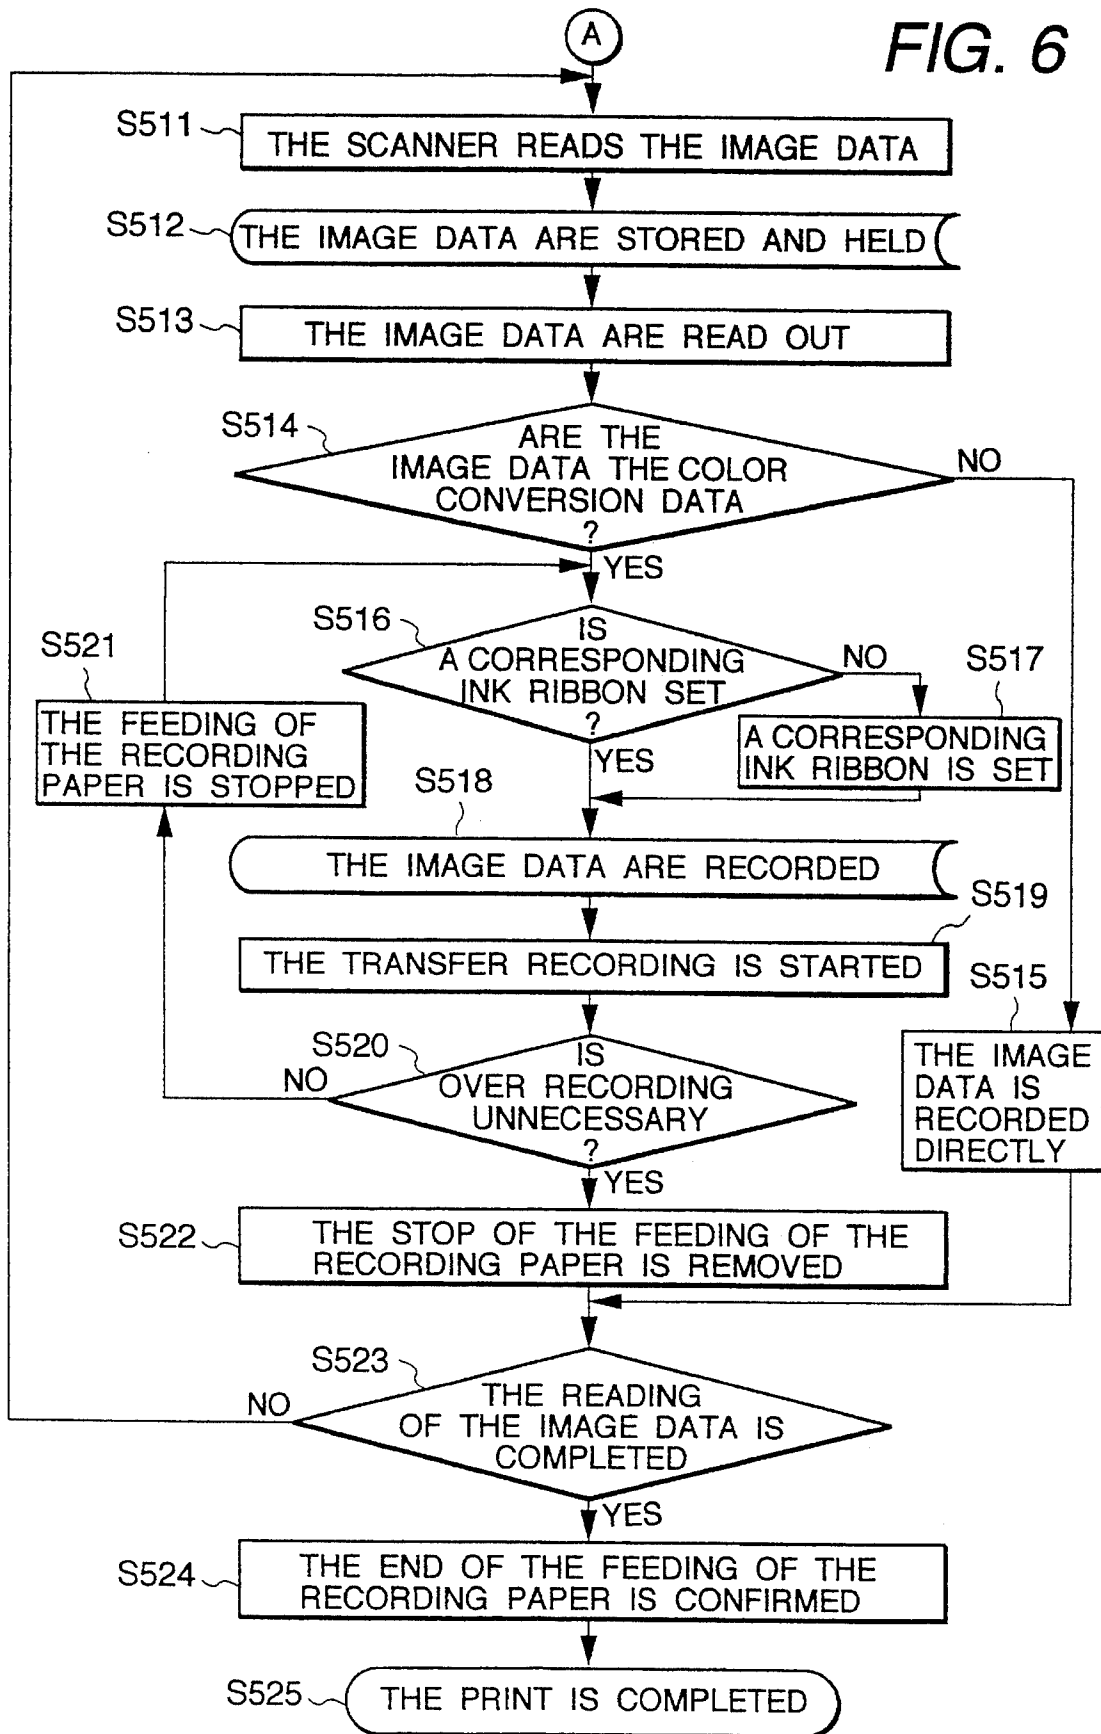 A
FIG. 6
S511
THE SCANNER READS THE IMAGE DATA
S512
THE IMAGE DATA ARE STORED AND HELD
S513
THE IMAGE DATA ARE READ OUT
S514
ARE THE
IMAGE DATA THE COLOR
CONVERSION DATA
?
NO
YES
S516
IS
A CORRESPONDING
INK RIBBON SET
?
NO
YES
S517
A CORRESPONDING
INK RIBBON IS SET
S521
THE FEEDING OF
THE RECORDING
PAPER IS STOPPED
S518
THE IMAGE DATA ARE RECORDED
S519
THE TRANSFER RECORDING IS STARTED
S515
THE IMAGE
DATA IS
RECORDED
DIRECTLY
S520
IS
OVER RECORDING
UNNECESSARY
?
NO
YES
S522
THE STOP OF THE FEEDING OF THE
RECORDING PAPER IS REMOVED
S523
THE READING
OF THE IMAGE DATA IS
COMPLETED
NO
YES
S524
THE END OF THE FEEDING OF THE
RECORDING PAPER IS CONFIRMED
S525
THE PRINT IS COMPLETED